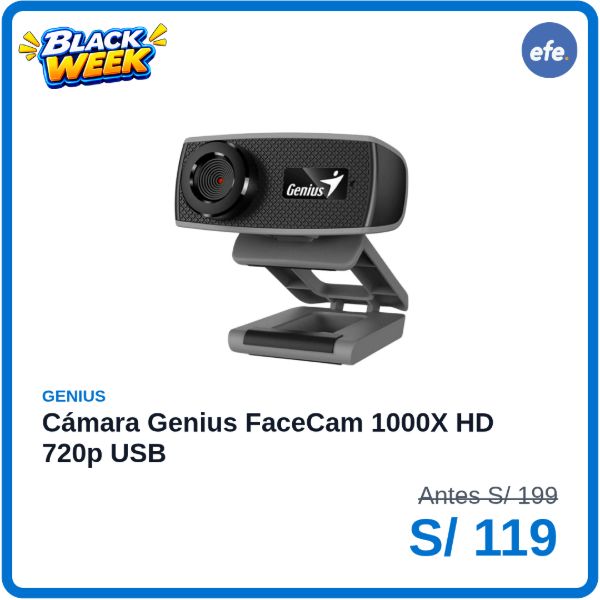 BLACK
WEEK
efe.
Genius
GENIUS
Cámara Genius FaceCam 1000X HD
720p USB
Antes S/ 199
S/ 119